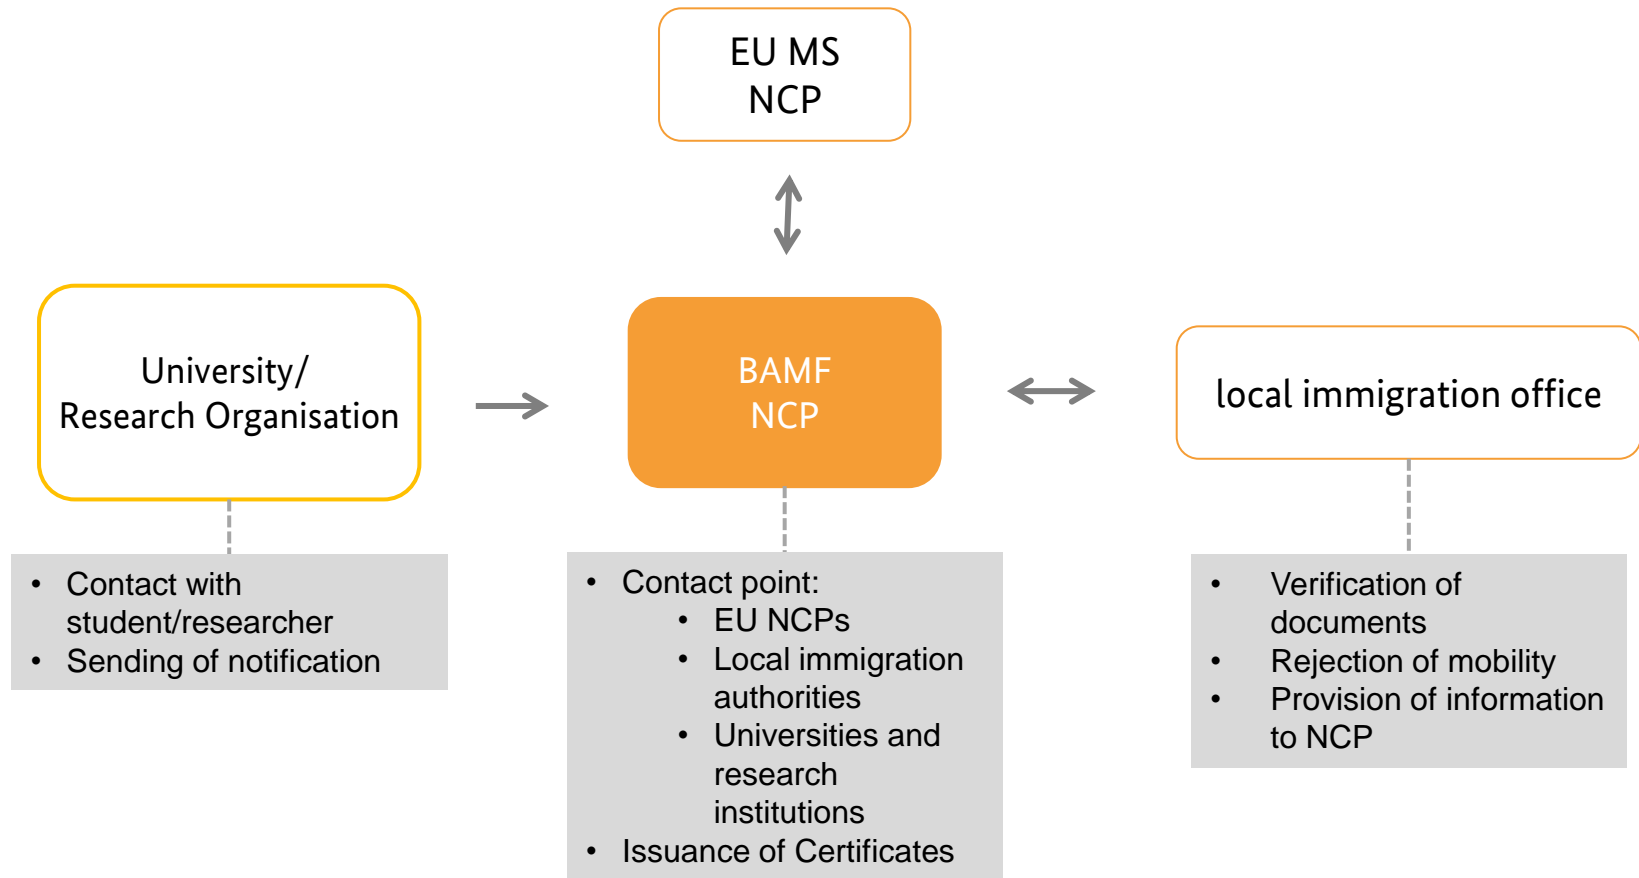 EU MS
NCP
University/
Research Organisation
BAMF
NCP
local immigration office
• Contact with
student/researcher
• Sending of notification
• Contact point:
• EU NCPs
• Local immigration
authorities
• Universities and
research
institutions
• Issuance of Certificates
• Verification of
documents
• Rejection of mobility
• Provision of information
to NCP